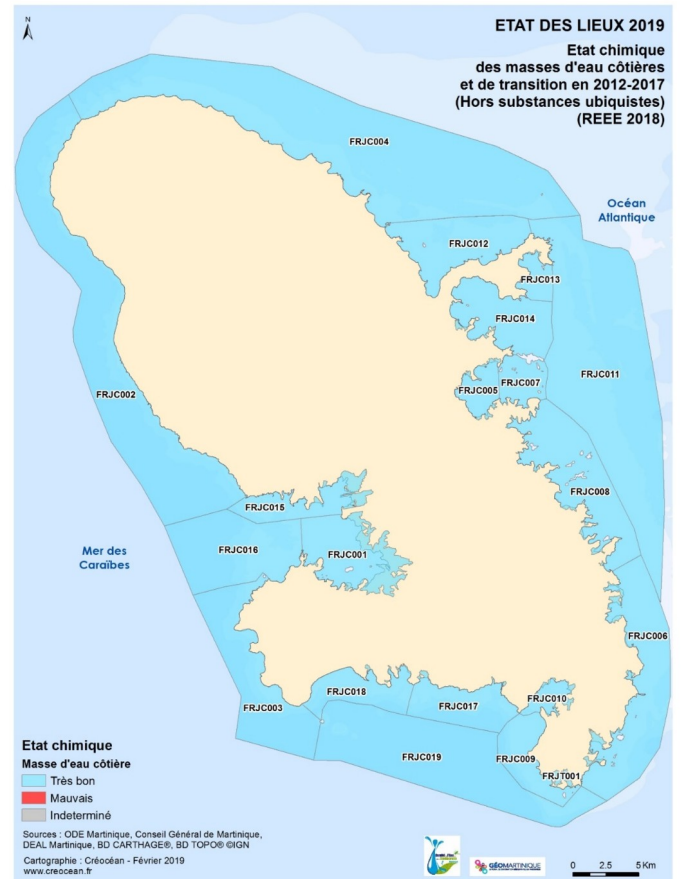 N
ETAT DES LIEUX 2019
Etat chimique
des masses d'eau côtières
et de transition en 2012-2017
(Hors substances ubiquistes)
(REEE 2018)
FRJC004
Océan
Atlantique
FRJC012
FRJC013
FRJC014
FRJC011
FRJC005
FRJC007
FRJC002
FRJC008
FRJC015
FRJC016
FRJC001
Mer des
Caraïbes
FRJC006
FRJC018
FRJC010
FRJC003
FRJC017
FRJC019
FRJC009
FRJT001
Etat chimique
Masse d'eau côtière
Très bon
Mauvais
Indeterminé
Sources : ODE Martinique, Conseil Général de Martinique,
DEAL Martinique, BD CARTHAGE®, BD TOPO® ©IGN
Cartographie : Créocéan - Février 2019
www.creocean.fr
GÉOMARTINIQUE
0 2.5 5 Km